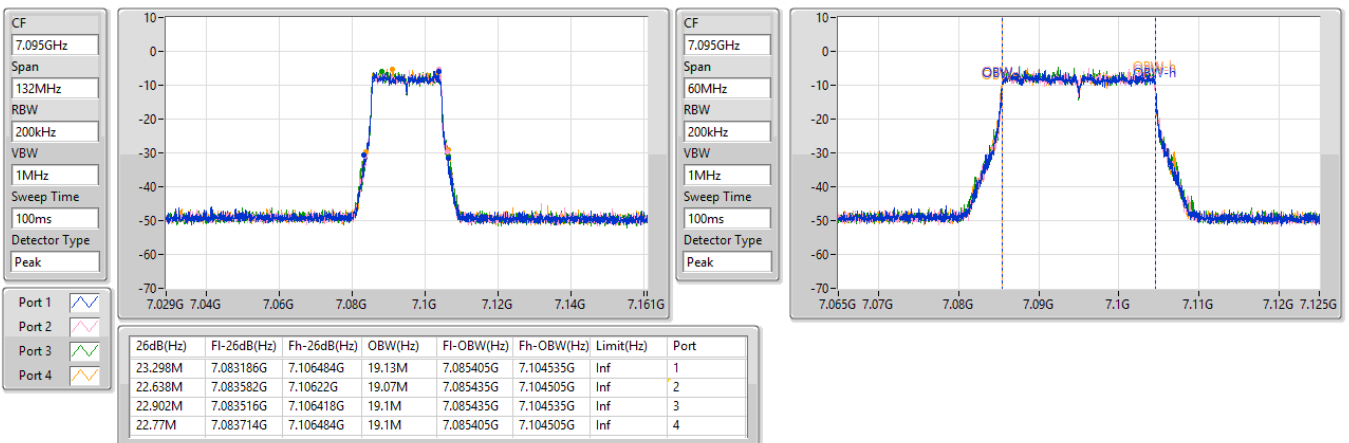 CF
7.095GHz
Span
132MHz
RBW
200kHz
VBW
1MHz
Sweep Time
100ms
Detector Type
Peak
10
0
-10
-20
-30
-40
-50
-60
-70
7.029G 7.04G 7.06G 7.08G 7.1G 7.12G 7.14G 7.161G
CF
7.095GHz
Span
60MHz
RBW
200kHz
VBW
1MHz
Sweep Time
100ms
Detector Type
Peak
10
0
-10
-20
-30
-40
-50
-60
-70
OBW-h
7.065G 7.07G 7.08G 7.09G 7.1G 7.11G 7.12G 7.125G
Port 1
Port 2
Port 3
Port 4
26dB(Hz) Fl-26dB(Hz) Fh-26dB(Hz) OBW(Hz) Fl-OBW(Hz) Fh-OBW(Hz) Limit(Hz) Port
23.298M 7.083186G 7.106484G 19.13M 7.085405G 7.104535G Inf 1
22.638M 7.083582G 7.10622G 19.07M 7.085435G 7.104505G Inf 2
22.902M 7.083516G 7.106418G 19.1M 7.085435G 7.104535G Inf 3
22.77M 7.083714G 7.106484G 19.1M 7.085405G 7.104505G Inf 4